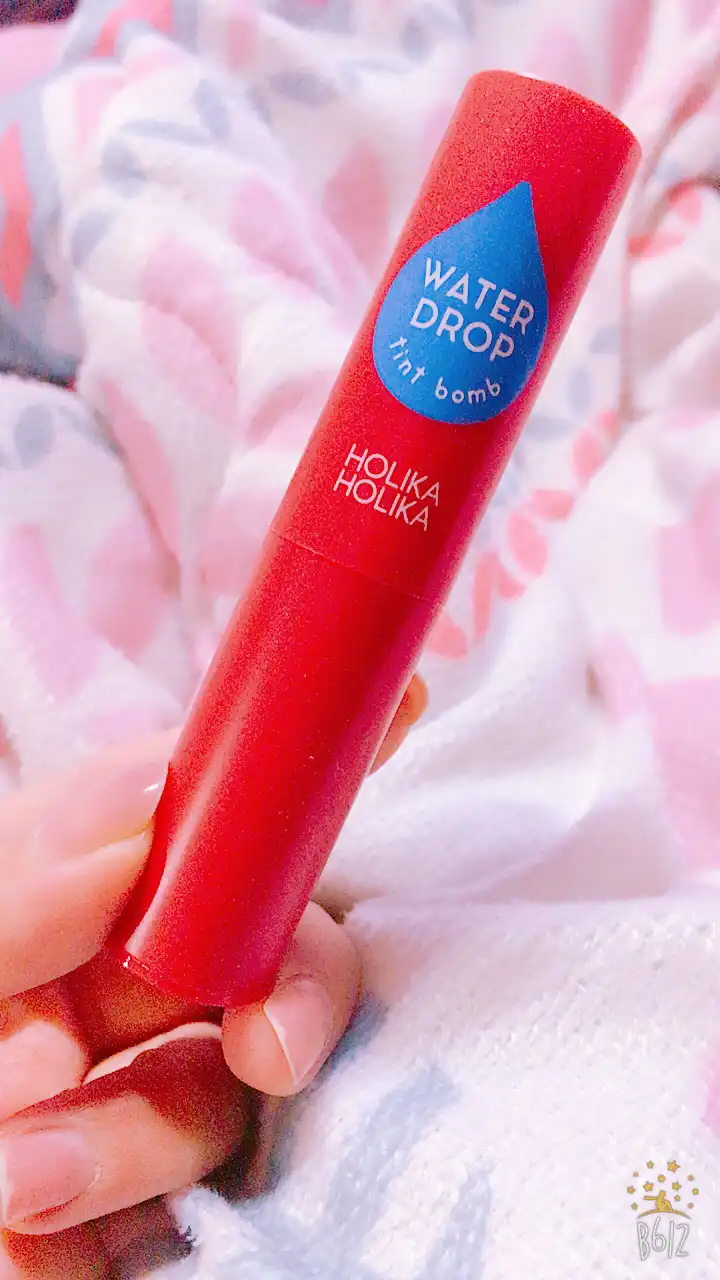 WATER
DROP
tint bomb
HOLIKA
HOLIKA
B612